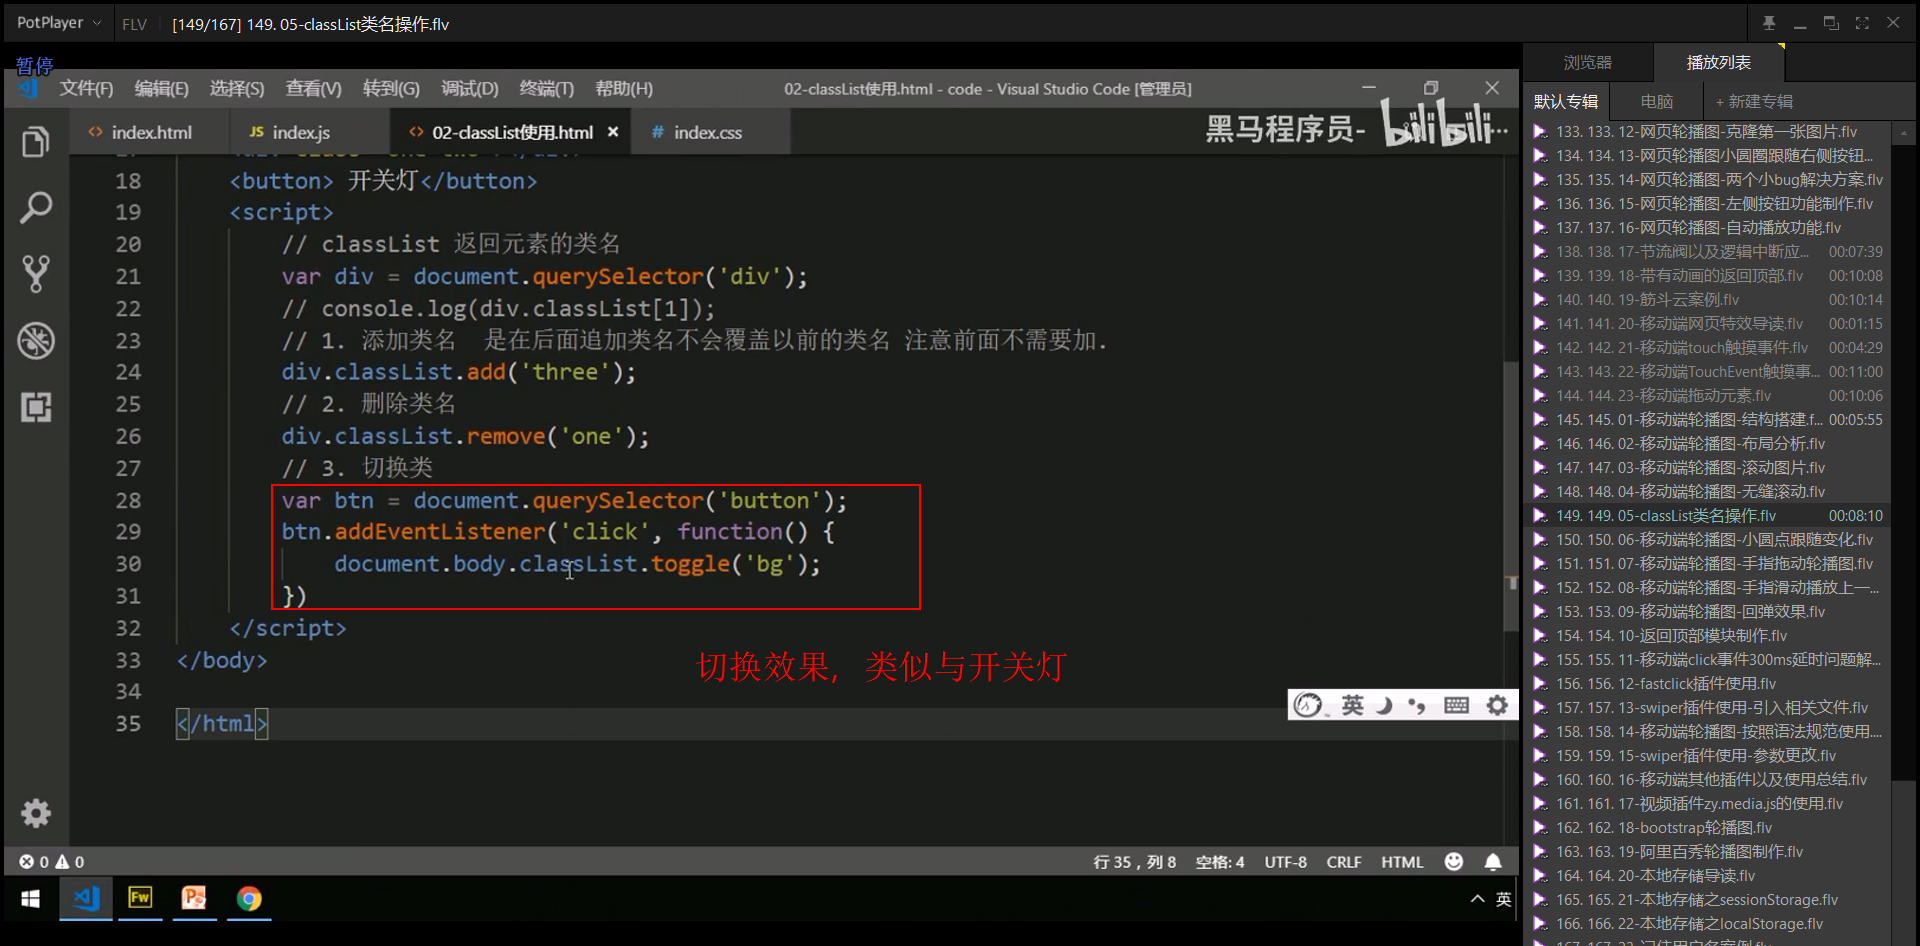 PotPlayer
FLV
[149/167] 149. 05-classList类名操作.flv
暂停
文件(F) 编辑(E) 选择(S) 查看(V) 转到(G) 调试(D) 终端(T) 帮助(H)
02-classList使用.html - code - Visual Studio Code [管理员]
index.html
JS index.js
02-classList使用.html
# index.css
黑马程序员-
bilibili
18 <button> 开关灯</button>
19 <script>
20 // classList 返回元素的类名
21 var div = document.querySelector('div');
22 // console.log(div.classList[1]);
23 // 1. 添加类名 是在后面追加类名不会覆盖以前的类名 注意前面不需要加.
24 div.classList.add('three');
25 // 2. 删除类名
26 div.classList.remove('one');
27 // 3. 切换类
28 var btn = document.querySelector('button');
29 btn.addEventListener('click', function() {
30 document.body.classList.toggle('bg');
31 })
32 </script>
33 </body>
34
35 </html>
切换效果，类似与开关灯
英
0 0
行 35，列 8 空格: 4 UTF-8 CRLF HTML
Fw
英
浏览器
播放列表
默认专辑
电脑
+ 新建专辑
133. 133. 12-网页轮播图-克隆第一张图片.flv
134. 134. 13-网页轮播图小圆圈跟随右侧按钮...
135. 135. 14-网页轮播图-两个小bug解决方案.flv
136. 136. 15-网页轮播图-左侧按钮功能制作.flv
137. 137. 16-网页轮播图-自动播放功能.flv
138. 138. 17-节流阀以及逻辑中断应... 00:07:39
139. 139. 18-带有动画的返回顶部.flv 00:10:08
140. 140. 19-筋斗云案例.flv 00:10:14
141. 141. 20-移动端网页特效导读.flv 00:01:15
142. 142. 21-移动端touch触摸事件.flv 00:04:29
143. 143. 22-移动端TouchEvent触摸事... 00:11:00
144. 144. 23-移动端拖动元素.flv 00:10:06
145. 145. 01-移动端轮播图-结构搭建.f... 00:05:55
146. 146. 02-移动端轮播图-布局分析.flv
147. 147. 03-移动端轮播图-滚动图片.flv
148. 148. 04-移动端轮播图-无缝滚动.flv
149. 149. 05-classList类名操作.flv 00:08:10
150. 150. 06-移动端轮播图-小圆点跟随变化.flv
151. 151. 07-移动端轮播图-手指拖动轮播图.flv
152. 152. 08-移动端轮播图-手指滑动播放上一...
153. 153. 09-移动端轮播图-回弹效果.flv
154. 154. 10-返回顶部模块制作.flv
155. 155. 11-移动端click事件300ms延时问题解...
156. 156. 12-fastclick插件使用.flv
157. 157. 13-swiper插件使用-引入相关文件.flv
158. 158. 14-移动端轮播图-按照语法规范使用....
159. 159. 15-swiper插件使用-参数更改.flv
160. 160. 16-移动端其他插件以及使用总结.flv
161. 161. 17-视频插件zy.media.js的使用.flv
162. 162. 18-bootstrap轮播图.flv
163. 163. 19-阿里百秀轮播图制作.flv
164. 164. 20-本地存储导读.flv
165. 165. 21-本地存储之sessionStorage.flv
166. 166. 22-本地存储之localStorage.flv